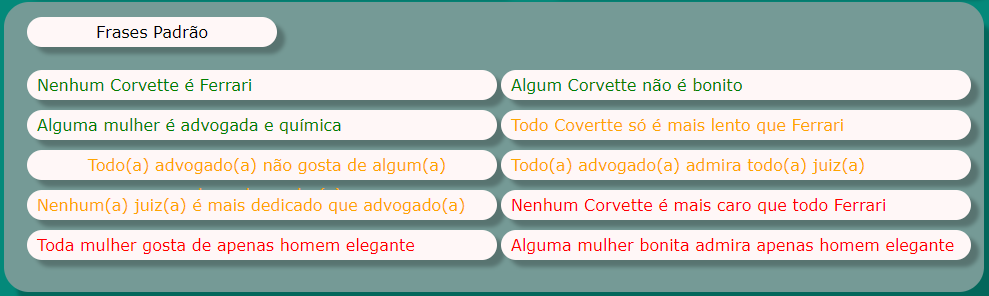 Frases Padrão
Nenhum Corvette é Ferrari
Algum Corvette não é bonito
Alguma mulher é advogada e química
Todo Covertte só é mais lento que Ferrari
Todo(a) advogado(a) não gosta de algum(a)
Todo(a) advogado(a) admira todo(a) juiz(a)
Nenhum(a) juiz(a) é mais dedicado que advogado(a)
Nenhum Corvette é mais caro que todo Ferrari
Toda mulher gosta de apenas homem elegante
Alguma mulher bonita admira apenas homem elegante